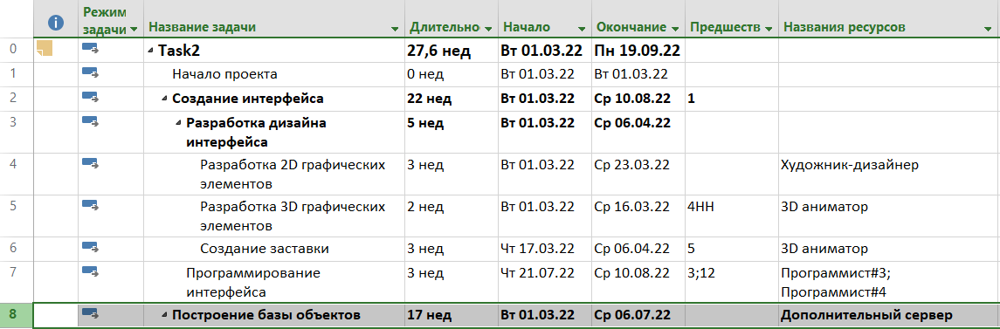 Режим задачи Название задачи Длительно Начало Окончание Предшеств Названия ресурсов
0 Task2 27,6 нед Вт 01.03.22 Пн 19.09.22
1 Начало проекта 0 нед Вт 01.03.22 Вт 01.03.22
2 Создание интерфейса 22 нед Вт 01.03.22 Ср 10.08.22 1
3 Разработка дизайна 5 нед Вт 01.03.22 Ср 06.04.22
интерфейса
4 Разработка 2D графических 3 нед Вт 01.03.22 Ср 23.03.22 Художник-дизайнер
элементов
5 Разработка 3D графических 2 нед Вт 01.03.22 Ср 16.03.22 4НН 3D аниматор
элементов
6 Создание заставки 3 нед Чт 17.03.22 Ср 06.04.22 5 3D аниматор
7 Программирование 3 нед Чт 21.07.22 Ср 10.08.22 3;12 Программист#3;
интерфейса Программист#4
8 Построение базы объектов 17 нед Вт 01.03.22 Ср 06.07.22 Дополнительный сервер